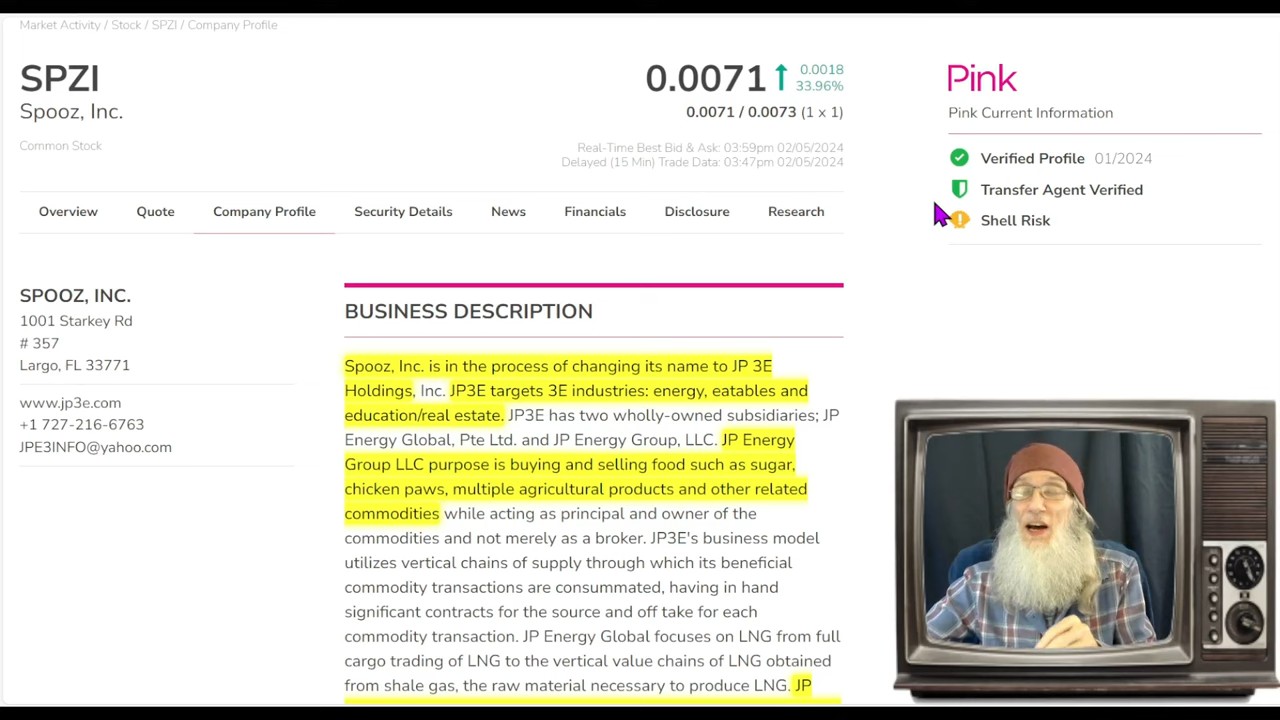 Market Activity / Stock / SPZI / Company Profile
SPZI
Spooz, Inc.
Common Stock
0.0071
0.0018
33.96%
0.0071 / 0.0073 (1 x 1)
Real-Time Best Bid & Ask: 03:59pm 02/05/2024
Delayed (15 Min) Trade Data: 03:47pm 02/05/2024
Pink
Pink Current Information
Verified Profile 01/2024
Transfer Agent Verified
Shell Risk
Overview Quote Company Profile Security Details News Financials Disclosure Research
SPOOZ, INC.
1001 Starkey Rd
# 357
Largo, FL 33771
www.jp3e.com
+1 727-216-6763
JPE3INFO@yahoo.com
BUSINESS DESCRIPTION
Spooz, Inc. is in the process of changing its name to JP 3E
Holdings, Inc. JP3E targets 3E industries: energy, eatables and
education/real estate. JP3E has two wholly-owned subsidiaries; JP
Energy Global, Pte Ltd. and JP Energy Group, LLC. JP Energy
Group LLC purpose is buying and selling food such as sugar,
chicken paws, multiple agricultural products and other related
commodities while acting as principal and owner of the
commodities and not merely as a broker. JP3E's business model
utilizes vertical chains of supply through which its beneficial
commodity transactions are consummated, having in hand
significant contracts for the source and off take for each
commodity transaction. JP Energy Global focuses on LNG from full
cargo trading of LNG to the vertical value chains of LNG obtained
from shale gas, the raw material necessary to produce LNG. JP